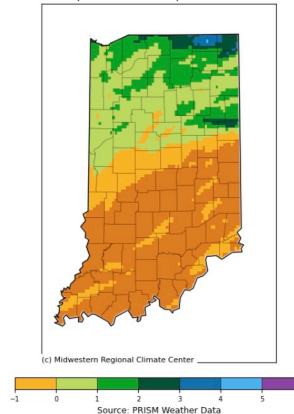 (c) Midwestern Regional Climate Center
−1 0 1 2 3 4 5
Source: PRISM Weather Data